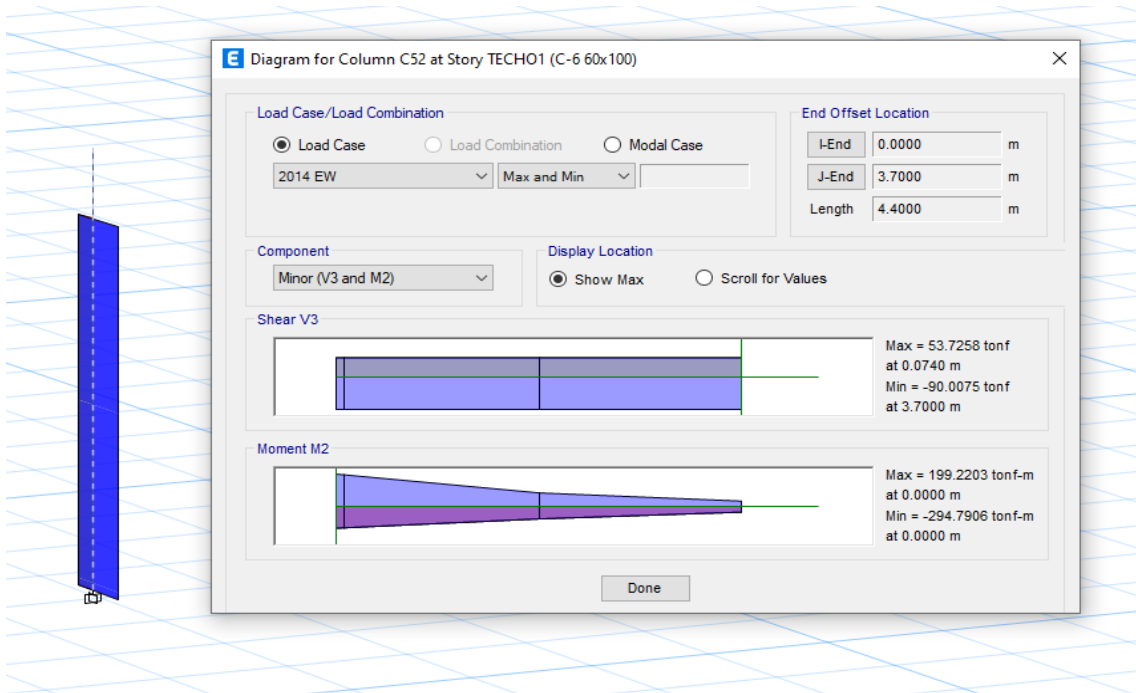 E Diagram for Column C52 at Story TECHO1 (C-6 60x100)
Load Case/Load Combination
Load Case Load Combination Modal Case
2014 EW Max and Min
End Offset Location
I-End 0.0000 m
J-End 3.7000 m
Length 4.4000 m
Component
Minor (V3 and M2)
Display Location
Show Max Scroll for Values
Shear V3
Max = 53.7258 tonf
at 0.0740 m
Min = -90.0075 tonf
at 3.7000 m
Moment M2
Max = 199.2203 tonf-m
at 0.0000 m
Min = -294.7906 tonf-m
at 0.0000 m
Done